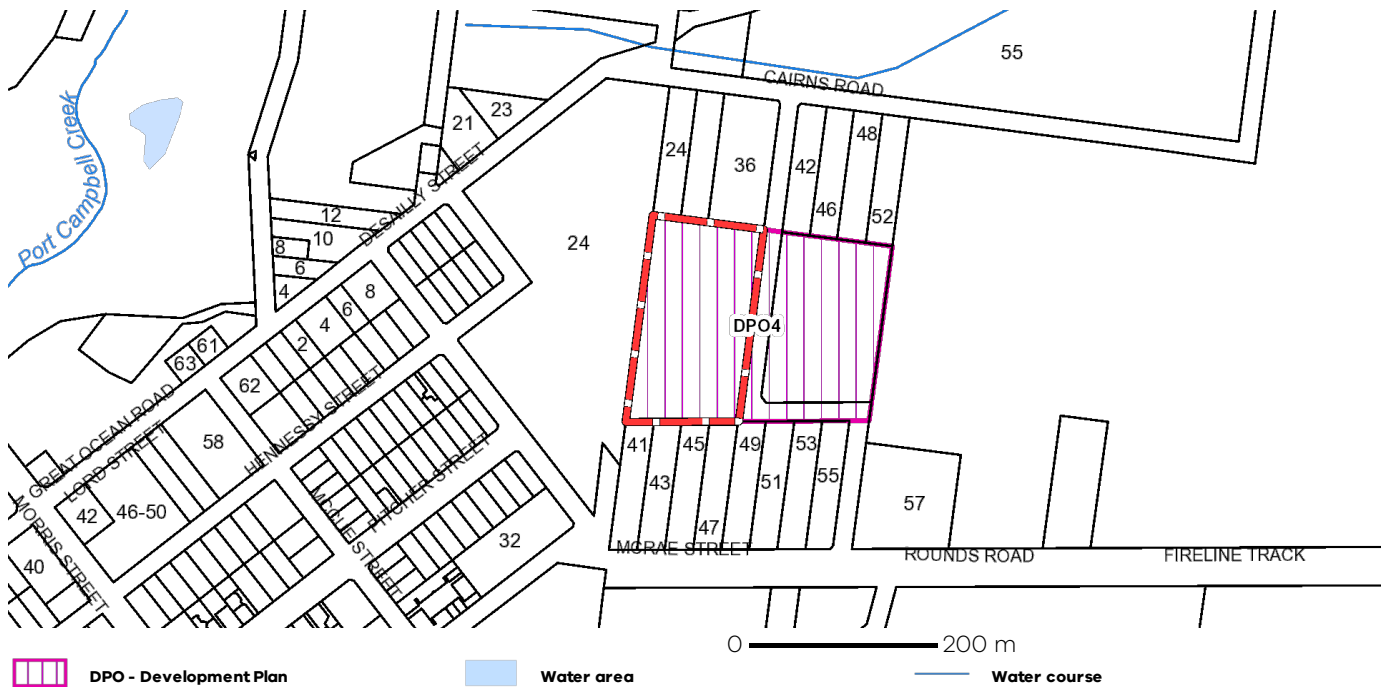 55
CAIRNS ROAD
23
21
48
24
36
42
46
52
Port Campbell Creek
DESAILLY STREET
12
10
8
6
4
24
8
6
4
2
DPO4
61
63
62
GREAT OCEAN ROAD
LORD STREET
HENNESSY STREET
58
42
46-50
MORRIS STREET
40
MCCUE STREET
PITCHER STREET
32
41
45
49
53
43
51
55
47
57
MCRAE STREET
ROUNDS ROAD
FIRELINE TRACK
0 200 m
DPO - Development Plan
Water area
Water course